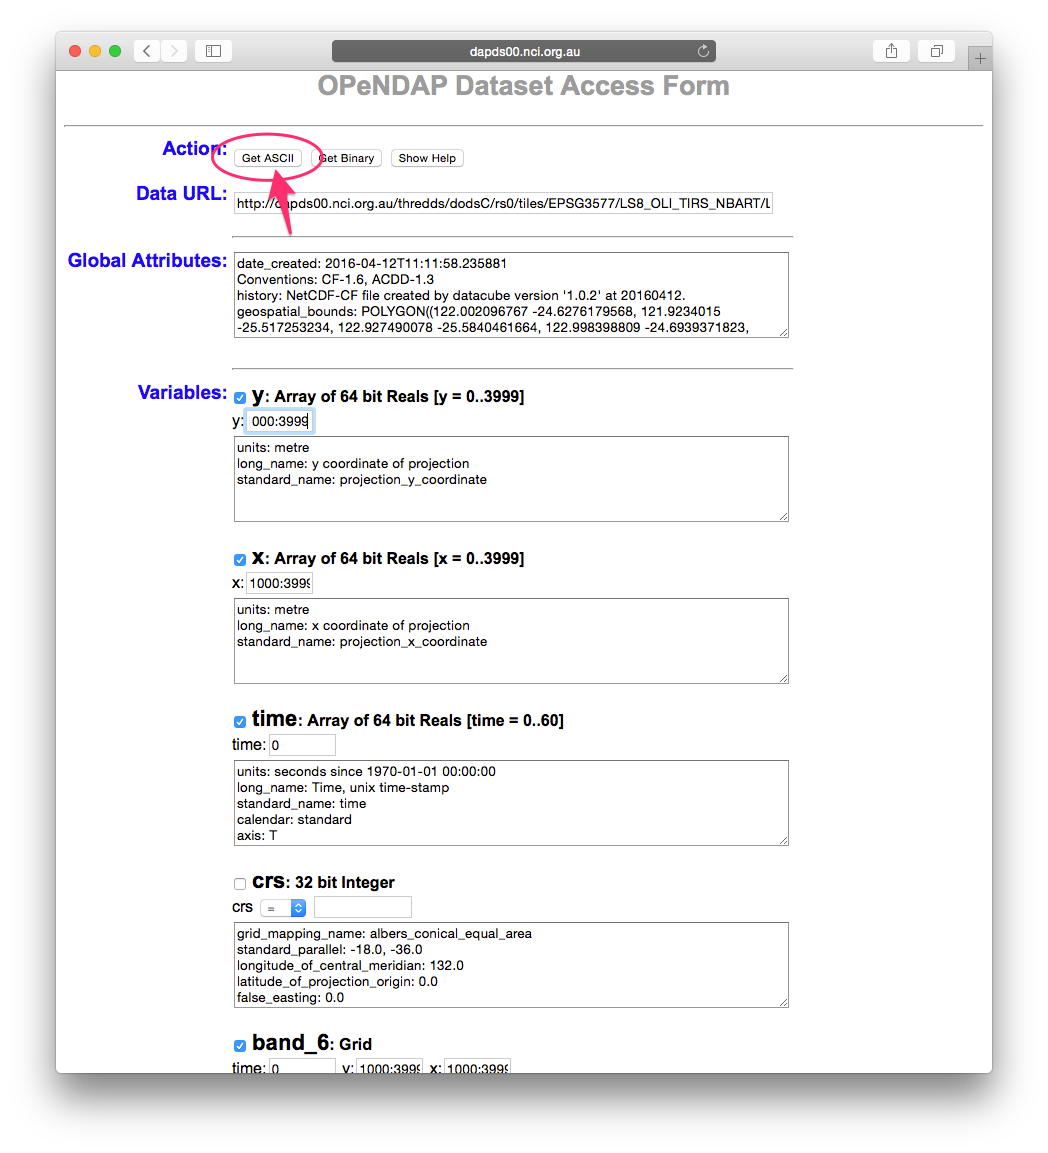 dapds00.nci.org.au
OPeNDAP Dataset Access Form
Action: Get ASCII Get Binary Show Help
Data URL: http://dapds00.nci.org.au/thredds/dodsC/rs0/tiles/EPSG3577/LS8_OLI_TIRS_NBART/L
Global Attributes:
date_created: 2016-04-12T11:11:58.235881
Conventions: CF-1.6, ACDD-1.3
history: NetCDF-CF file created by datacube version '1.0.2' at 20160412.
geospatial_bounds: POLYGON((122.002096767 -24.6276179568, 121.9234015
-25.517253234, 122.927490078 -25.5840461664, 122.998398809 -24.6939371823,
Variables: y: Array of 64 bit Reals [y = 0..3999]
y: 000:3999
units: metre
long_name: y coordinate of projection
standard_name: projection_y_coordinate
x: Array of 64 bit Reals [x = 0..3999]
x: 1000:3999
units: metre
long_name: x coordinate of projection
standard_name: projection_x_coordinate
time: Array of 64 bit Reals [time = 0..60]
time: 0
units: seconds since 1970-01-01 00:00:00
long_name: Time, unix time-stamp
standard_name: time
calendar: standard
axis: T
crs: 32 bit Integer
crs =
grid_mapping_name: albers_conical_equal_area
standard_parallel: -18.0, -36.0
longitude_of_central_meridian: 132.0
latitude_of_projection_origin: 0.0
false_easting: 0.0
band_6: Grid
time: 0 y: 1000:3999 x: 1000:3999